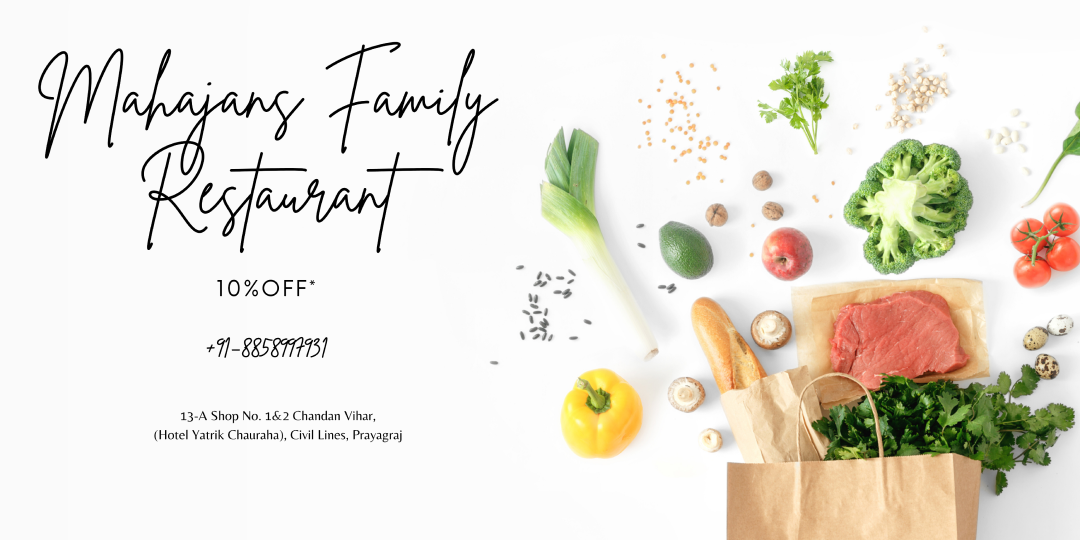 Mahajans Family
Restaurant
10%OFF*
+91-8858997931
13-A Shop No. 1&2 Chandan Vihar,
(Hotel Yatrik Chauraha), Civil Lines, Prayagraj